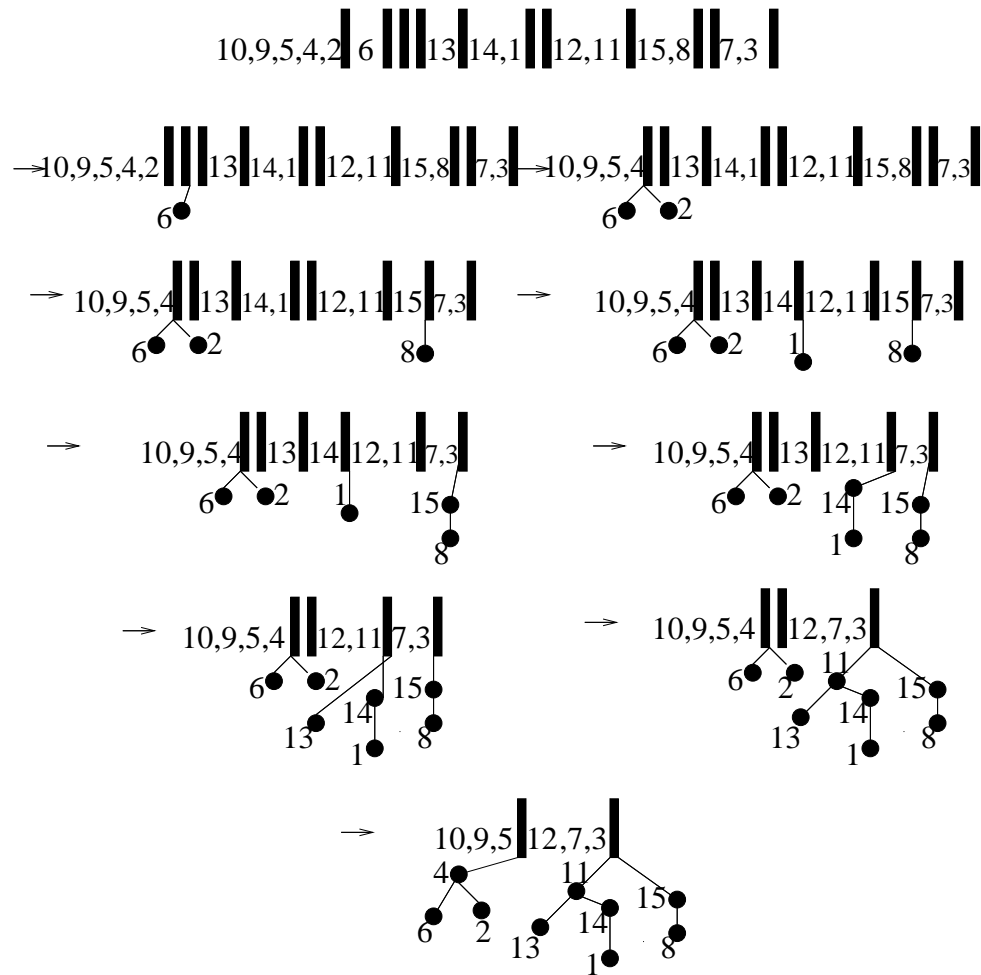 10,9,5,4,2 6 13 14,1 12,11 15,8 7,3
→ 10,9,5,4,2 13 14,1 12,11 15,8 7,3 → 10,9,5,4 13 14,1 12,11 15,8 7,3
6 6 2
→ 10,9,5,4 13 14,1 12,11 15 7,3 → 10,9,5,4 13 14 12,11 15 7,3
6 2 8 6 2 1 8
→ 10,9,5,4 13 14 12,11 7,3 → 10,9,5,4 13 12,11 7,3
6 2 1 15 6 2 14 15
8 1 8
→ 10,9,5,4 12,11 7,3 → 10,9,5,4 12,7,3
6 2 15 6 2 11 15
13 14 8 13 14 8
1 1
→ 10,9,5 12,7,3
4 11 15
6 2 13 14 8
1